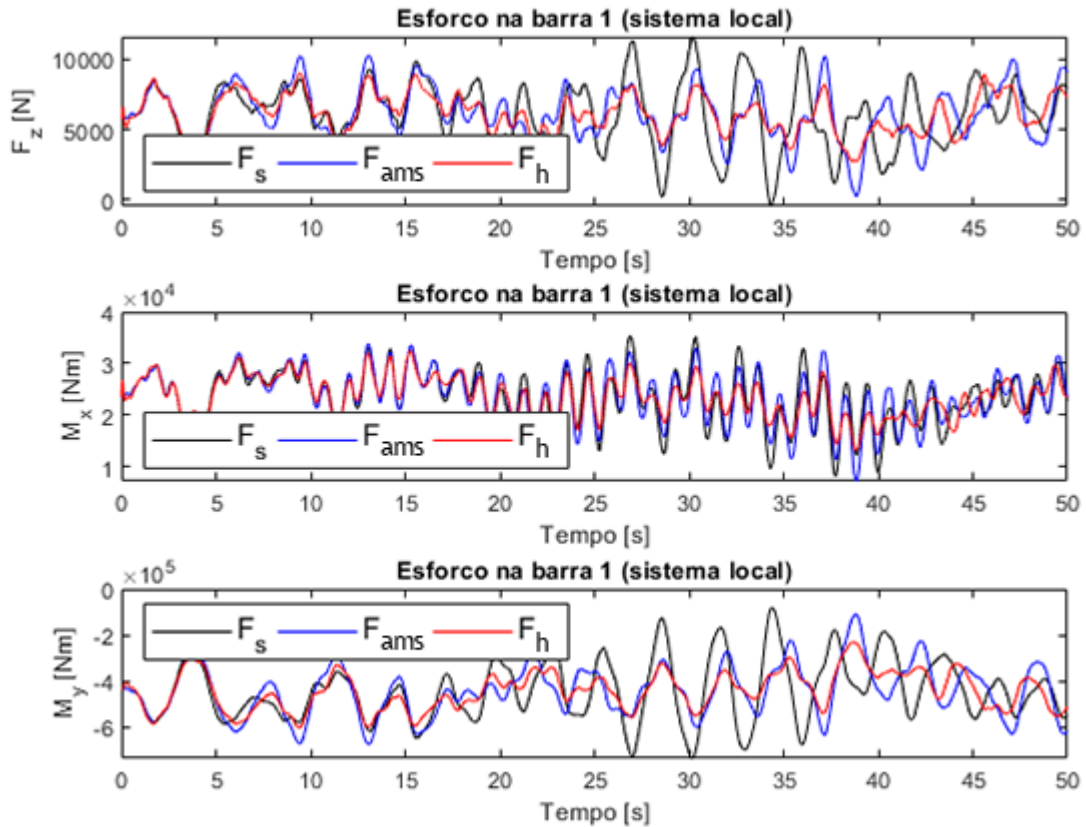 Esforco na barra 1 (sistema local)
F_z [N]
10000
5000
0
F_s F_ams F_h
0 5 10 15 20 25 30 35 40 45 50
Tempo [s]
Esforco na barra 1 (sistema local)
×10^4
M_x [Nm]
4
3
2
1
F_s F_ams F_h
0 5 10 15 20 25 30 35 40 45 50
Tempo [s]
Esforco na barra 1 (sistema local)
×10^5
M_y [Nm]
0
-2
-4
-6
F_s F_ams F_h
0 5 10 15 20 25 30 35 40 45 50
Tempo [s]